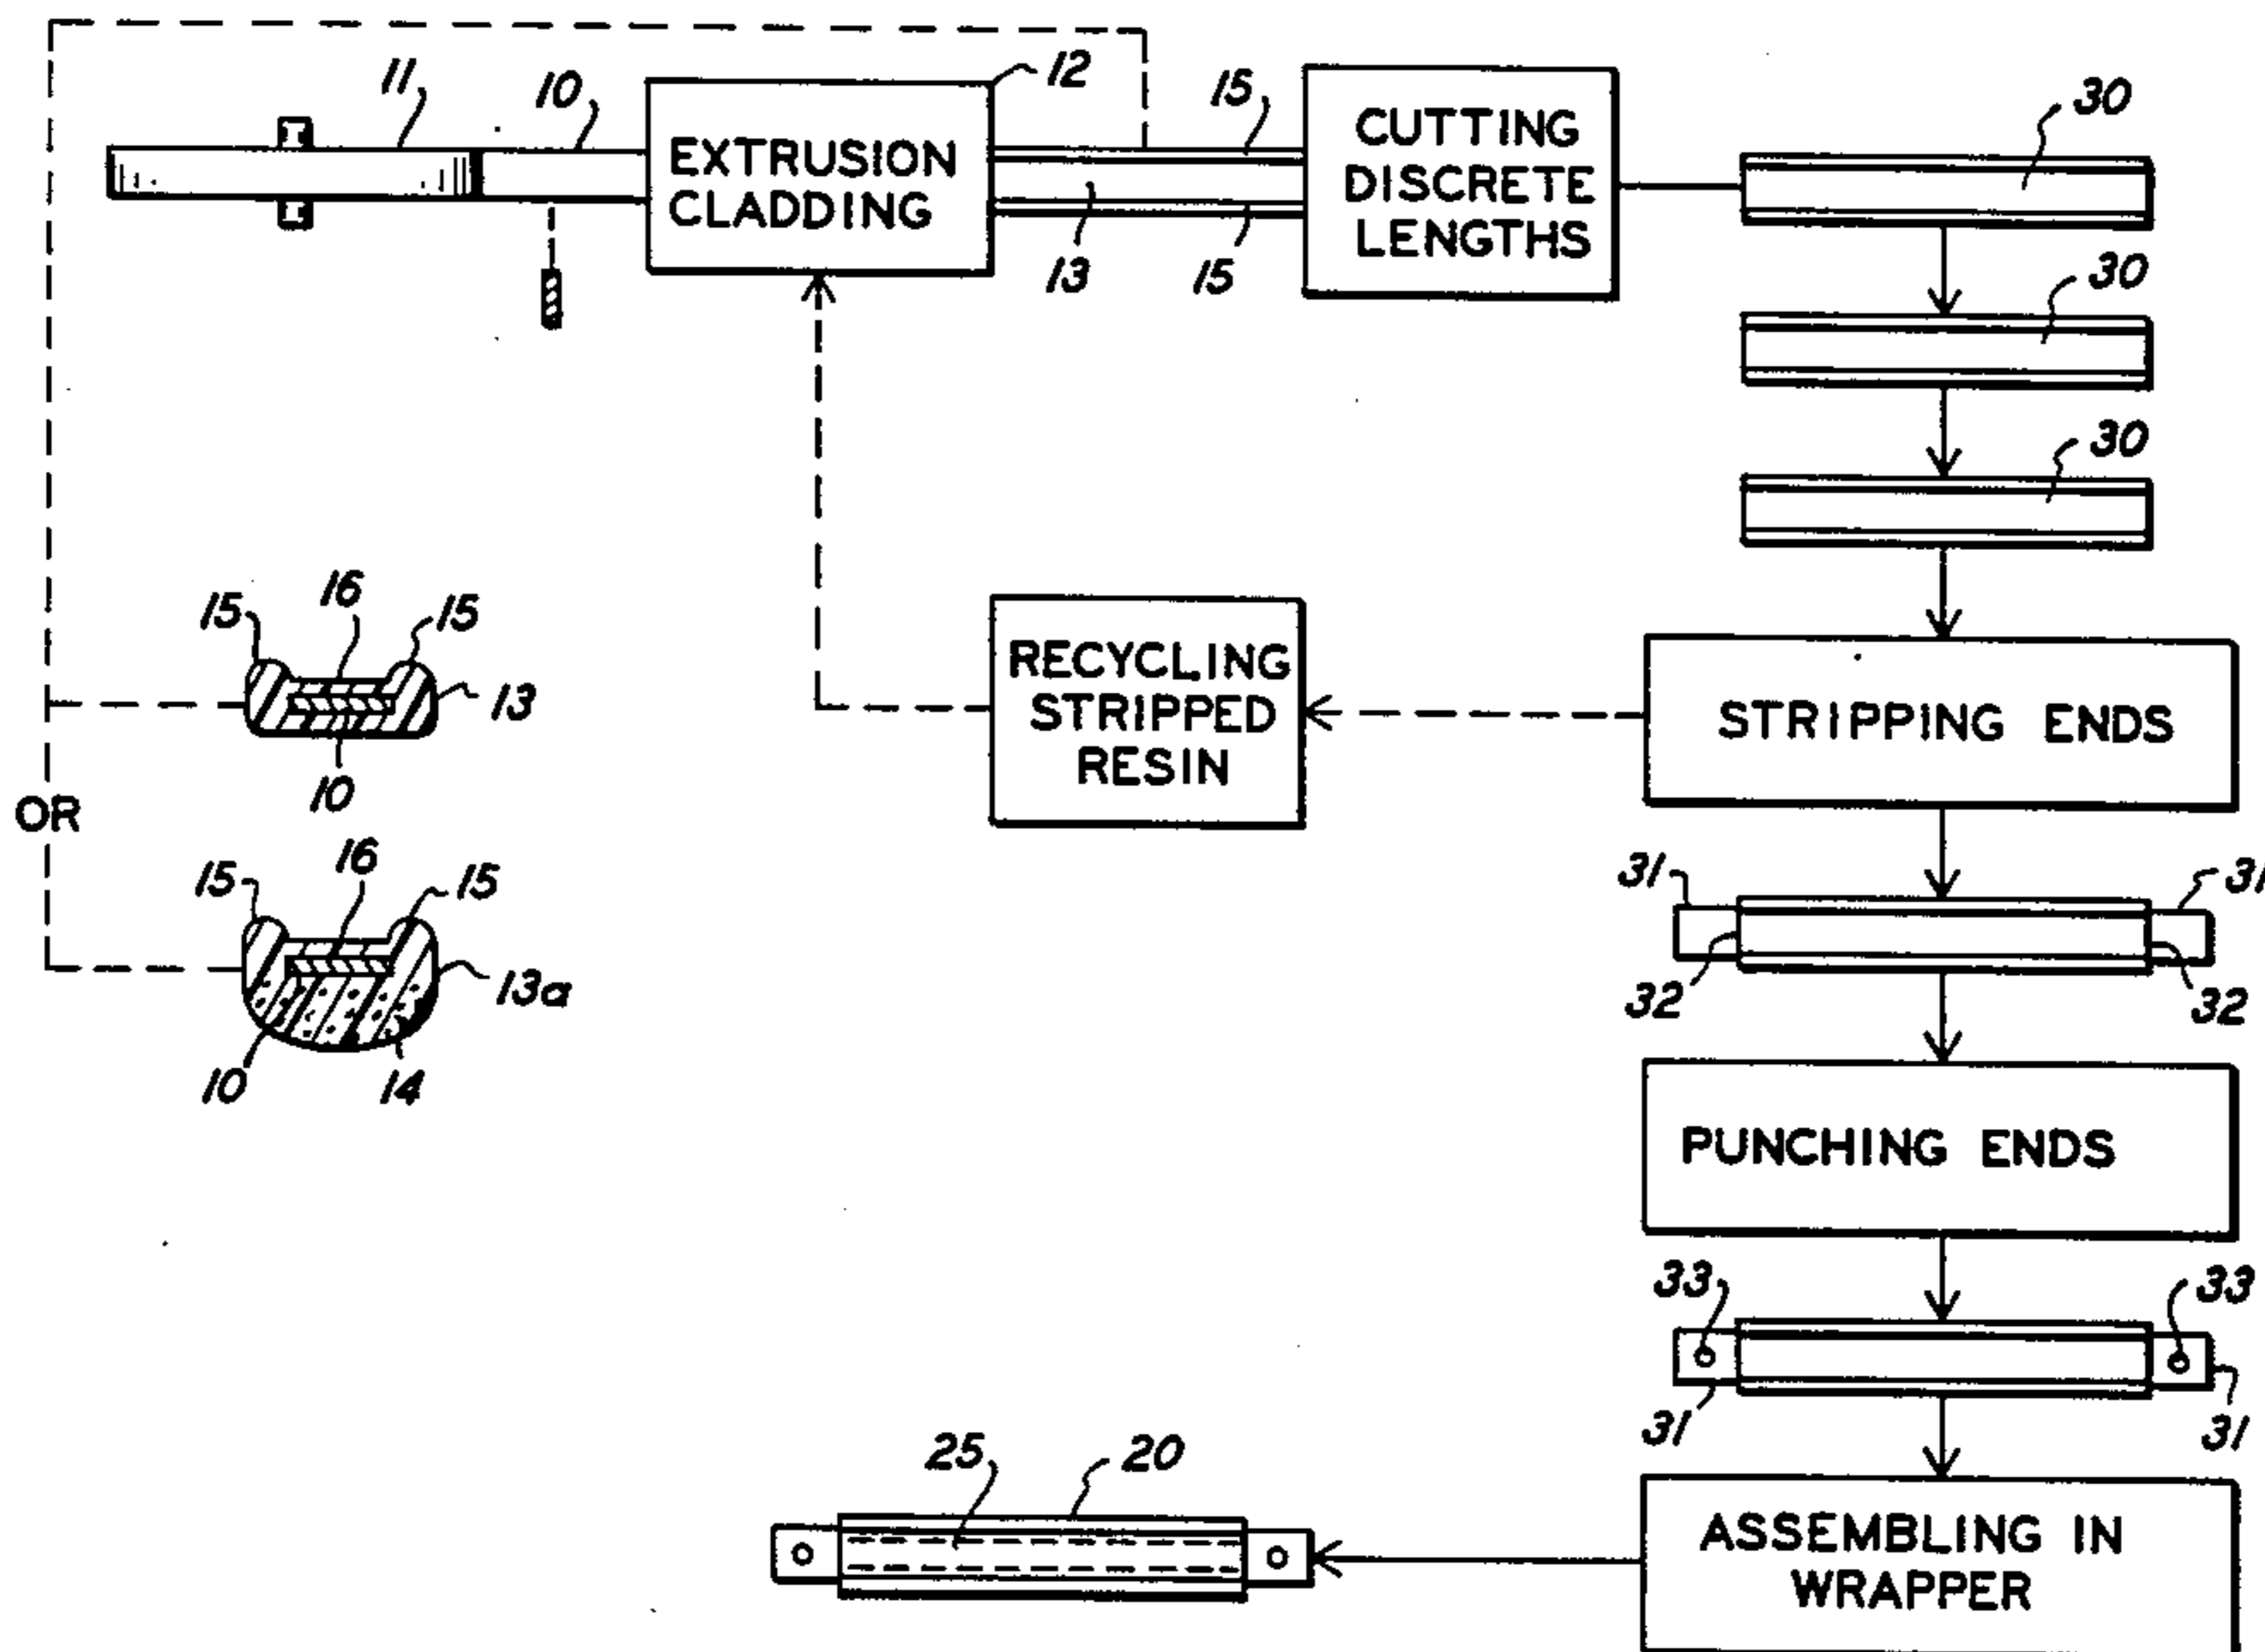 11
10
12
EXTRUSION
CLADDING
15
13
15
CUTTING
DISCRETE
LENGTHS
30
30
30
15
16
15
13
10
OR
15
16
15
13a
10
14
RECYCLING
STRIPPED
RESIN
STRIPPING ENDS
31
31
32
32
PUNCHING ENDS
33
33
31
31
25
20
ASSEMBLING IN
WRAPPER